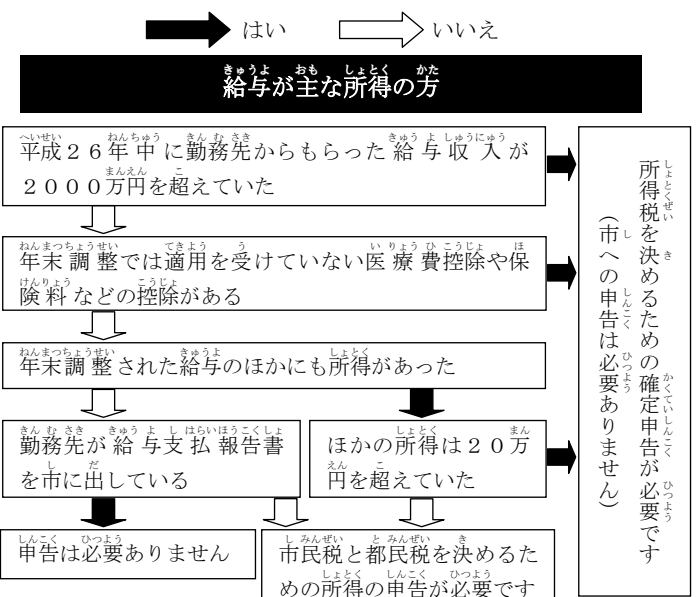 はい
いいえ
給与が主な所得の方
平成２６年中に勤務先からもらった給与収入が
２０００万円を超えていた
年末調整では適用を受けていない医療費控除や保
険料などの控除がある
年末調整された給与のほかにも所得があった
勤務先が給与支払報告書
を市に出している
ほかの所得は２０万
円を超えていた
申告は必要ありません
市民税と都民税を決めるた
めの所得の申告が必要です
所得税を決めるための確定申告が必要です
（市への申告は必要ありません）